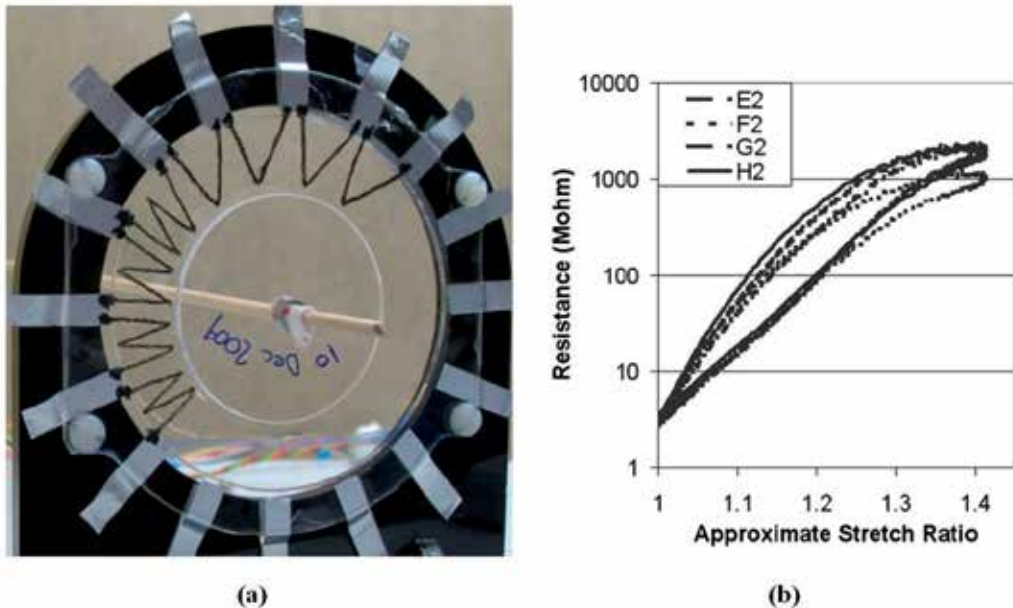 10 Dec 2009
(a)
10000
1000
100
10
1
E2
F2
G2
H2
Resistance (Mohm)
1
1.1
1.2
1.3
1.4
Approximate Stretch Ratio
(b)